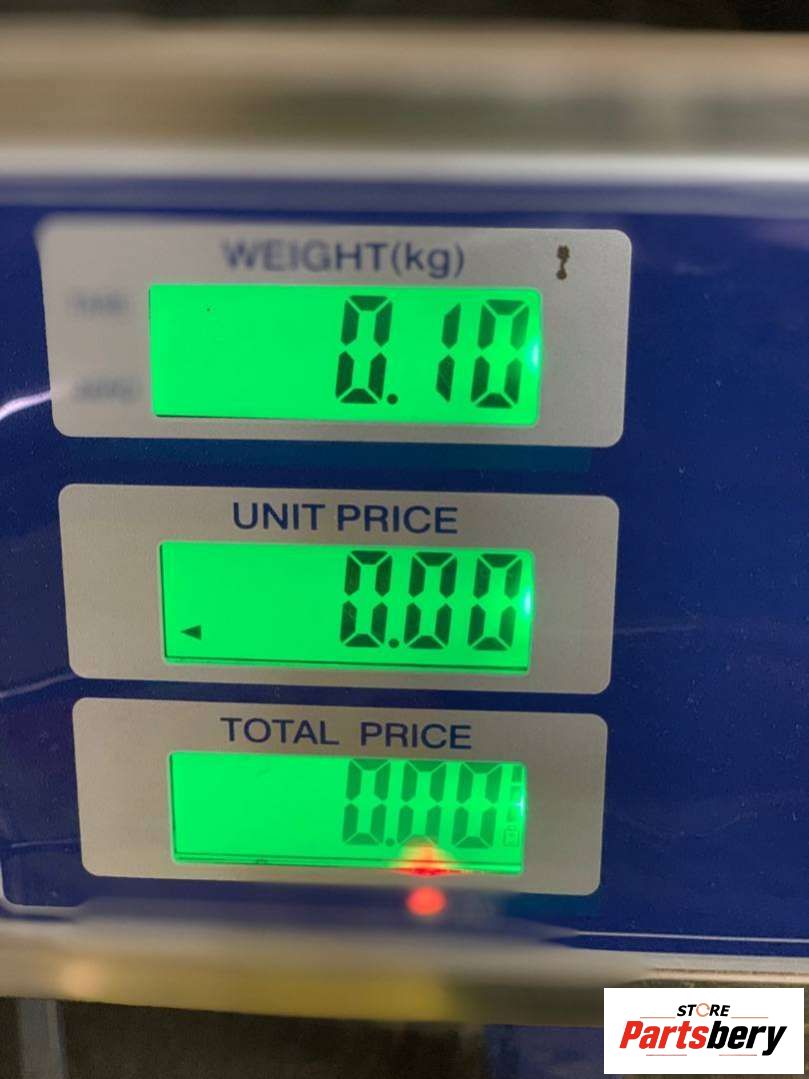 WEIGHT(kg)
0.10
UNIT PRICE
0.00
TOTAL PRICE
0.00
STORE
Partsbery